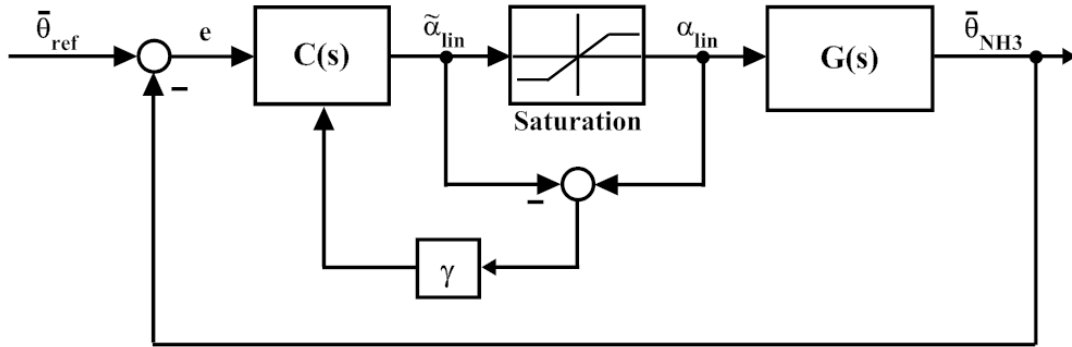 θ̄ref
e
C(s)
α̃lin
Saturation
αlin
G(s)
θ̄NH3
−
−
γ